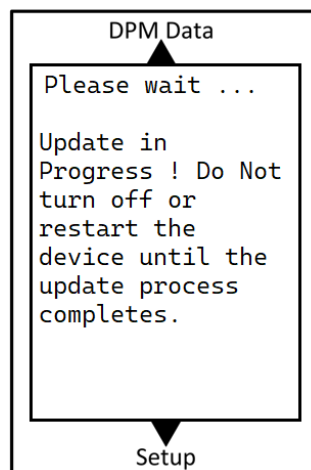 DPM Data
Please wait ...
Update in
Progress ! Do Not
turn off or
restart the
device until the
update process
completes.
Setup